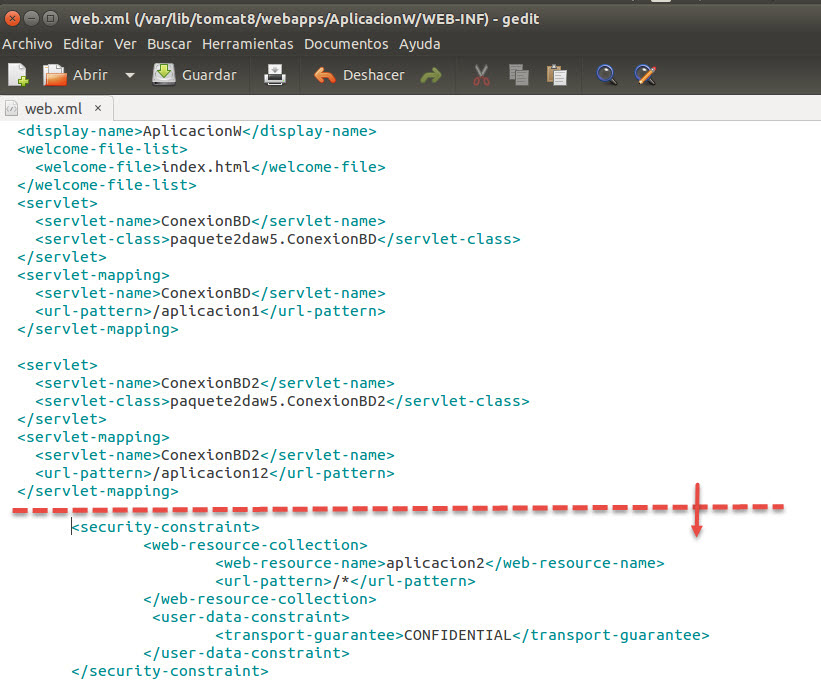 web.xml (/var/lib/tomcat8/webapps/AplicacionW/WEB-INF) - gedit
Archivo Editar Ver Buscar Herramientas Documentos Ayuda
Abrir Guardar Deshacer
web.xml ×
<display-name>AplicacionW</display-name>
<welcome-file-list>
<welcome-file>index.html</welcome-file>
</welcome-file-list>
<servlet>
<servlet-name>ConexionBD</servlet-name>
<servlet-class>paquete2daw5.ConexionBD</servlet-class>
</servlet>
<servlet-mapping>
<servlet-name>ConexionBD</servlet-name>
<url-pattern>/aplicacion1</url-pattern>
</servlet-mapping>
<servlet>
<servlet-name>ConexionBD2</servlet-name>
<servlet-class>paquete2daw5.ConexionBD2</servlet-class>
</servlet>
<servlet-mapping>
<servlet-name>ConexionBD2</servlet-name>
<url-pattern>/aplicacion12</url-pattern>
</servlet-mapping>
<security-constraint>
<web-resource-collection>
<web-resource-name>aplicacion2</web-resource-name>
<url-pattern>/*</url-pattern>
</web-resource-collection>
<user-data-constraint>
<transport-guarantee>CONFIDENTIAL</transport-guarantee>
</user-data-constraint>
</security-constraint>